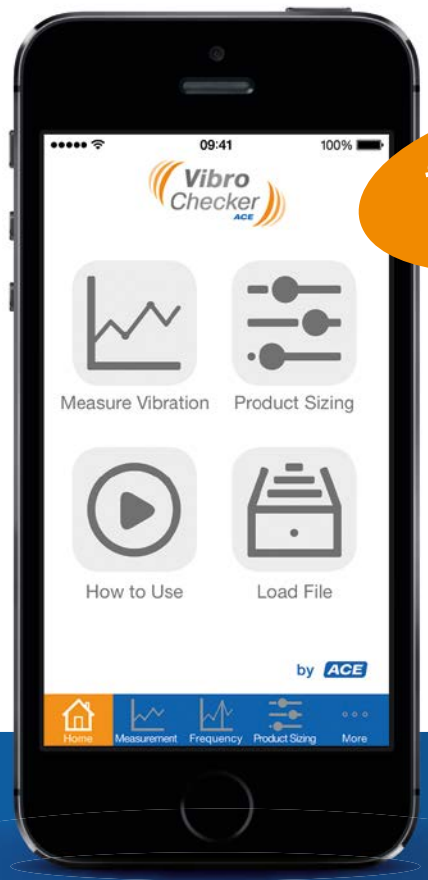 09:41 100%
Vibro
Checker
ACE
Measure Vibration Product Sizing
How to Use Load File
by ACE
Home Measurement Frequency Product Sizing More